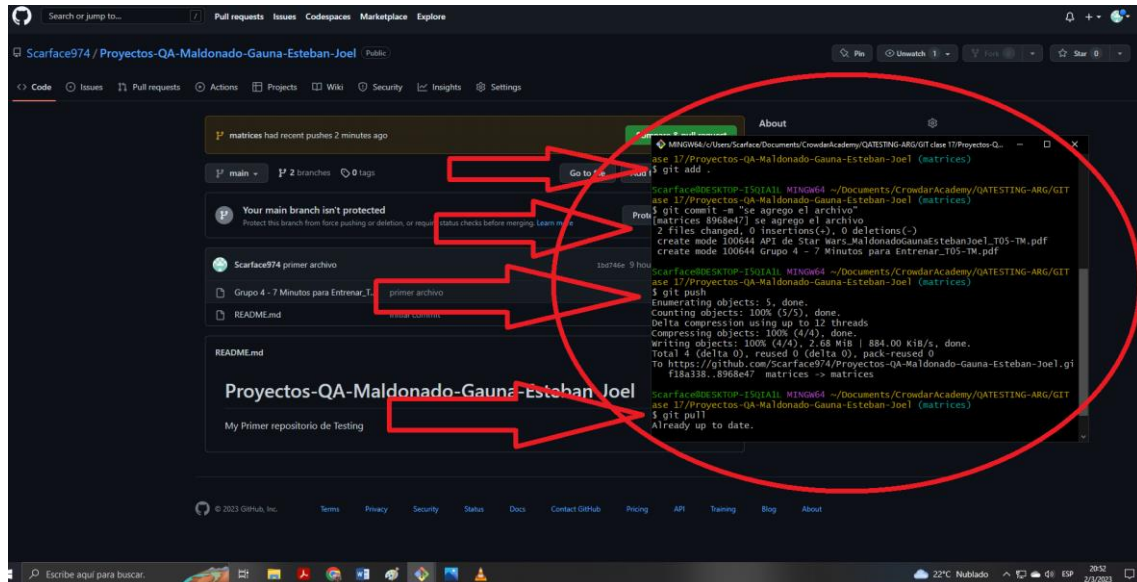 Search or jump to...
/
Pull requests Issues Codespaces Marketplace Explore
Scarface974 / Proyectos-QA-Maldonado-Gauna-Esteban-Joel Public
Pin
Unwatch 1
Fork
Star 0
Code Issues Pull requests Actions Projects Wiki Security Insights Settings
matrices had recent pushes 2 minutes ago
About
main 2 branches 0 tags
Go to file
Your main branch isn't protected
Protect this branch from force pushing or deletion, or require status checks before merging. Learn more
Scarface974 primer archivo
1bd746e 9
Grupo 4 - 7 Minutos para Entrenar_T... primer archivo
README.md
README.md
Proyectos-QA-Maldonado-Gauna-Esteban-Joel
My Primer repositorio de Testing
MINGW64:/c/Users/Scarface/Documents/CrowdarAcademy/QATESTING-ARG/GIT clase 17/Proyectos-Q...
ase 17/Proyectos-QA-Maldonado-Gauna-Esteban-Joel (matrices)
$ git add .
Scarface@DESKTOP-I5QIA1L MINGW64 ~/Documents/CrowdarAcademy/QATESTING-ARG/GIT
ase 17/Proyectos-QA-Maldonado-Gauna-Esteban-Joel (matrices)
$ git commit -m "se agrego el archivo"
[matrices 8968e47] se agrego el archivo
2 files changed, 0 insertions(+), 0 deletions(-)
create mode 100644 API de Star Wars_MaldonadoGaunaEstebanJoel_T05-TM.pdf
create mode 100644 Grupo 4 - 7 Minutos para Entrenar_T05-TM.pdf
Scarface@DESKTOP-I5QIA1L MINGW64 ~/Documents/CrowdarAcademy/QATESTING-ARG/GIT
ase 17/Proyectos-QA-Maldonado-Gauna-Esteban-Joel (matrices)
$ git push
Enumerating objects: 5, done.
Counting objects: 100% (5/5), done.
Delta compression using up to 12 threads
Compressing objects: 100% (4/4), done.
Writing objects: 100% (4/4), 2.68 MiB | 884.00 KiB/s, done.
Total 4 (delta 0), reused 0 (delta 0), pack-reused 0
To https://github.com/Scarface974/Proyectos-QA-Maldonado-Gauna-Esteban-Joel.gi
f18a338..8968e47 matrices -> matrices
Scarface@DESKTOP-I5QIA1L MINGW64 ~/Documents/CrowdarAcademy/QATESTING-ARG/GIT
ase 17/Proyectos-QA-Maldonado-Gauna-Esteban-Joel (matrices)
$ git pull
Already up to date.
© 2023 GitHub, Inc. Terms Privacy Security Status Docs Contact GitHub Pricing API Training Blog About
Escribe aquí para buscar.
22°C Nublado
ESP
20:52
2/3/2023